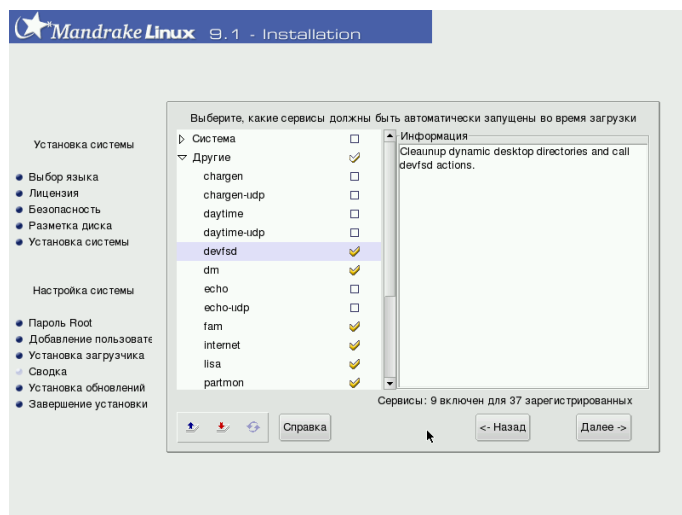 Mandrake Linux 9.1 - Installation
Установка системы
Выбор языка
Лицензия
Безопасность
Разметка диска
Установка системы
Настройка системы
Пароль Root
Добавление пользовате
Установка загрузчика
Сводка
Установка обновлений
Завершение установки
Выберите, какие сервисы должны быть автоматически запущены во время загрузки
Система
Другие
chargen
chargen-udp
daytime
daytime-udp
devfsd
dm
echo
echo-udp
fam
internet
lisa
partmon
Информация
Cleaunup dynamic desktop directories and call
devfsd actions.
Сервисы: 9 включен для 37 зарегистрированных
Справка
<- Назад
Далее ->